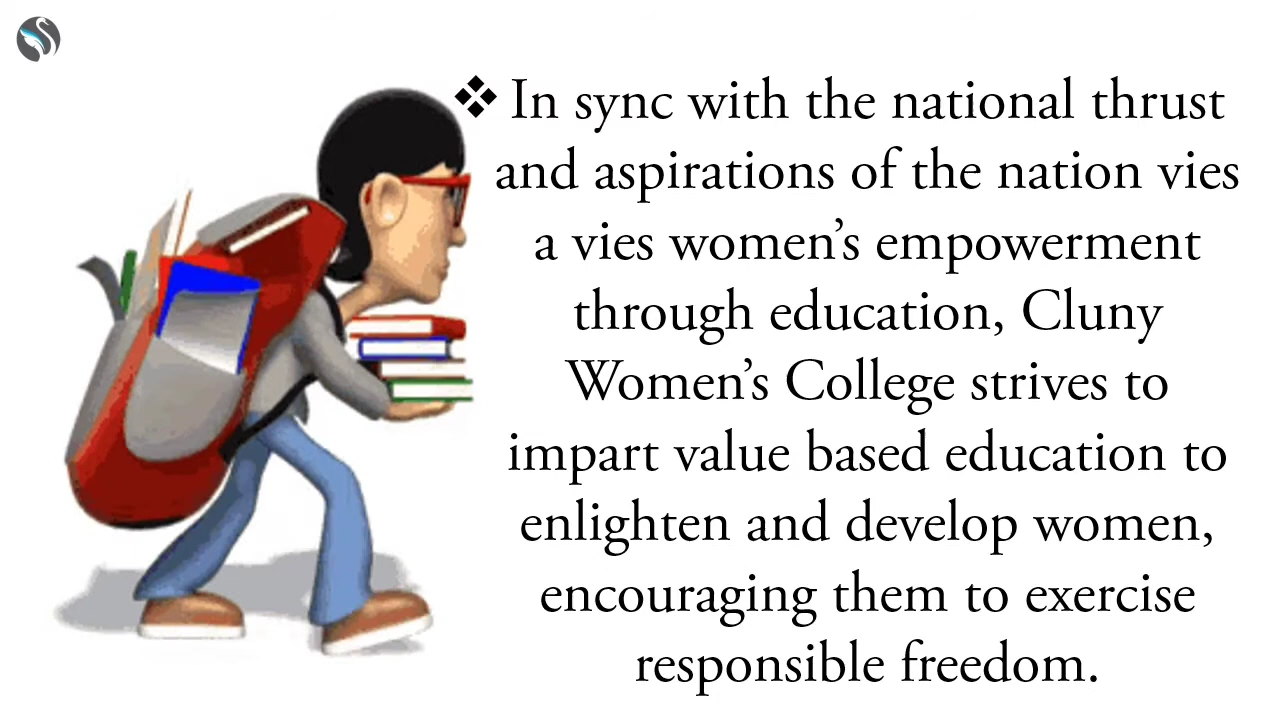 ❖ In sync with the national thrust
and aspirations of the nation vies
a vies women’s empowerment
through education, Cluny
Women’s College strives to
impart value based education to
enlighten and develop women,
encouraging them to exercise
responsible freedom.